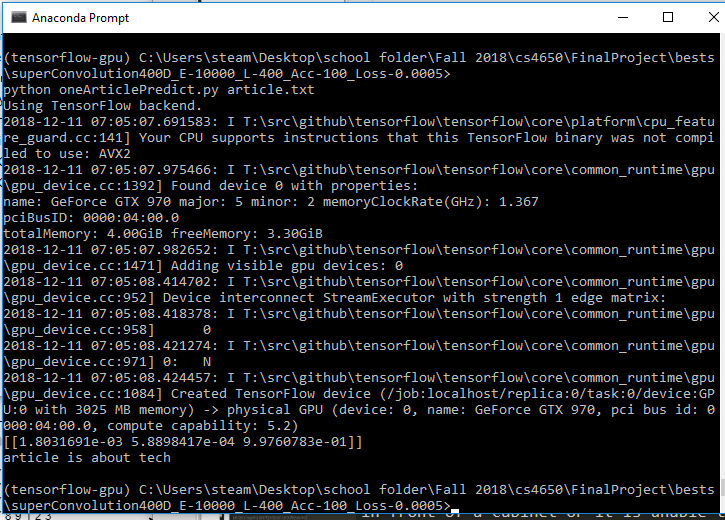 Anaconda Prompt
(tensorflow-gpu) C:\Users\steam\Desktop\school folder\Fall 2018\cs4650\FinalProject\bests
\superConvolution400D_E-10000_L-400_Acc-100_Loss-0.0005>
python oneArticlePredict.py article.txt
Using TensorFlow backend.
2018-12-11 07:05:07.691583: I T:\src\github\tensorflow\tensorflow\core\platform\cpu_featu
re_guard.cc:141] Your CPU supports instructions that this TensorFlow binary was not compi
led to use: AVX2
2018-12-11 07:05:07.975466: I T:\src\github\tensorflow\tensorflow\core\common_runtime\gpu
\gpu_device.cc:1392] Found device 0 with properties:
name: GeForce GTX 970 major: 5 minor: 2 memoryClockRate(GHz): 1.367
pciBusID: 0000:04:00.0
totalMemory: 4.00GiB freeMemory: 3.30GiB
2018-12-11 07:05:07.982652: I T:\src\github\tensorflow\tensorflow\core\common_runtime\gpu
\gpu_device.cc:1471] Adding visible gpu devices: 0
2018-12-11 07:05:08.414702: I T:\src\github\tensorflow\tensorflow\core\common_runtime\gpu
\gpu_device.cc:952] Device interconnect StreamExecutor with strength 1 edge matrix:
2018-12-11 07:05:08.418378: I T:\src\github\tensorflow\tensorflow\core\common_runtime\gpu
\gpu_device.cc:958]      0
2018-12-11 07:05:08.421274: I T:\src\github\tensorflow\tensorflow\core\common_runtime\gpu
\gpu_device.cc:971] 0:   N
2018-12-11 07:05:08.424457: I T:\src\github\tensorflow\tensorflow\core\common_runtime\gpu
\gpu_device.cc:1084] Created TensorFlow device (/job:localhost/replica:0/task:0/device:GP
U:0 with 3025 MB memory) -> physical GPU (device: 0, name: GeForce GTX 970, pci bus id: 0
000:04:00.0, compute capability: 5.2)
[[1.8031691e-03 5.8898417e-04 9.9760783e-01]]
article is about tech
(tensorflow-gpu) C:\Users\steam\Desktop\school folder\Fall 2018\cs4650\FinalProject\bests
\superConvolution400D_E-10000_L-400_Acc-100_Loss-0.0005>